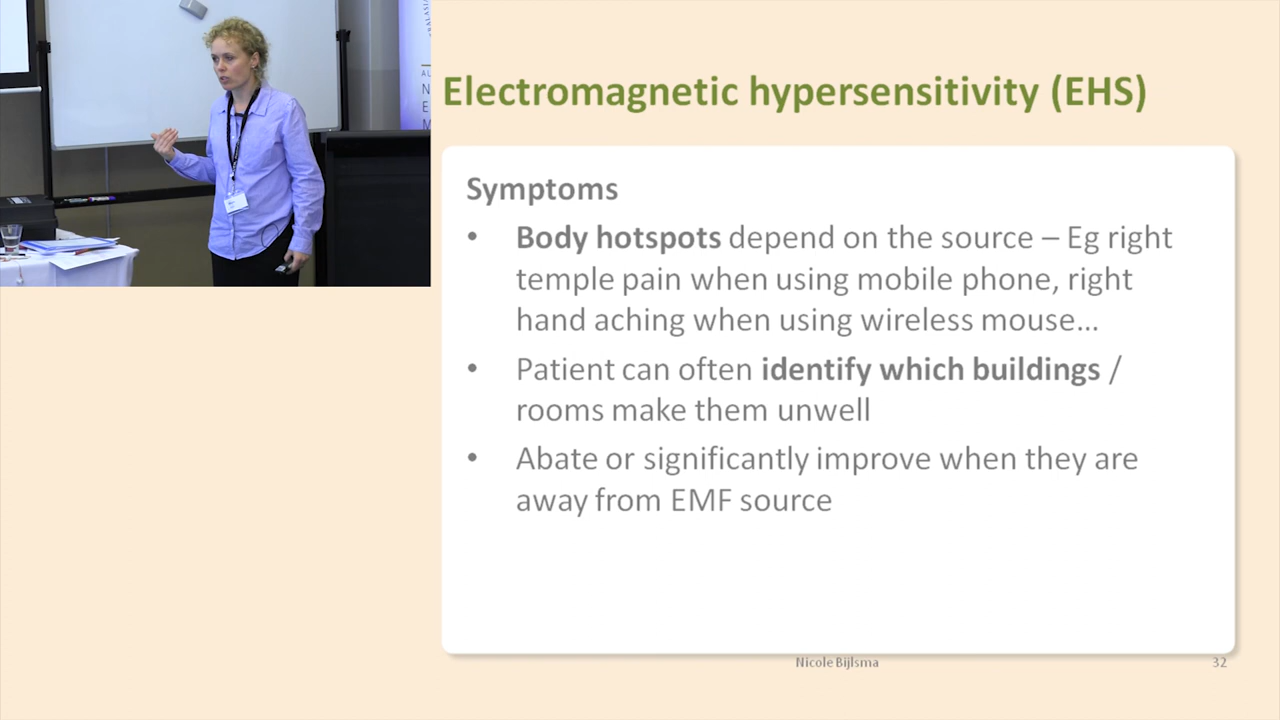 Electromagnetic hypersensitivity (EHS)
Symptoms
• Body hotspots depend on the source – Eg right
temple pain when using mobile phone, right
hand aching when using wireless mouse...
• Patient can often identify which buildings /
rooms make them unwell
• Abate or significantly improve when they are
away from EMF source
Nicole Bijlsma
32